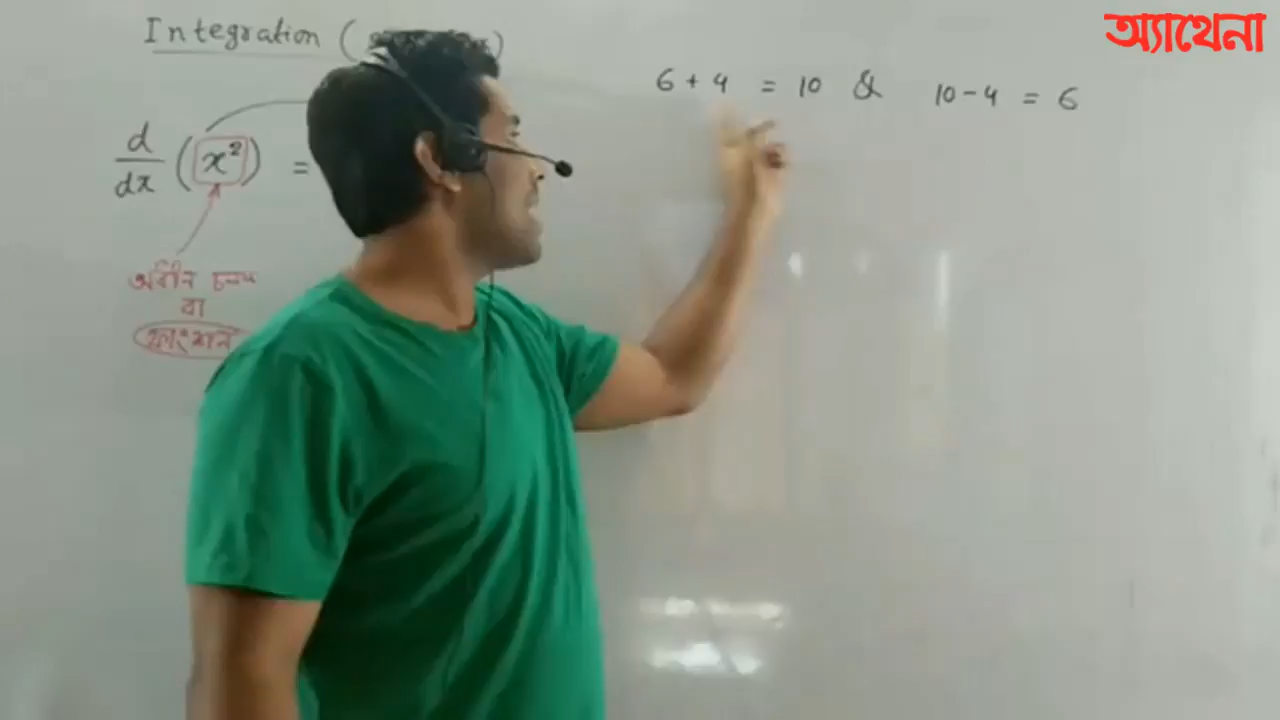 অ্যাথেনা
Integration (
6 + 4 = 10 & 10 - 4 = 6
d/dx (x²) =
অধীন চলক
বা
ফাংশন